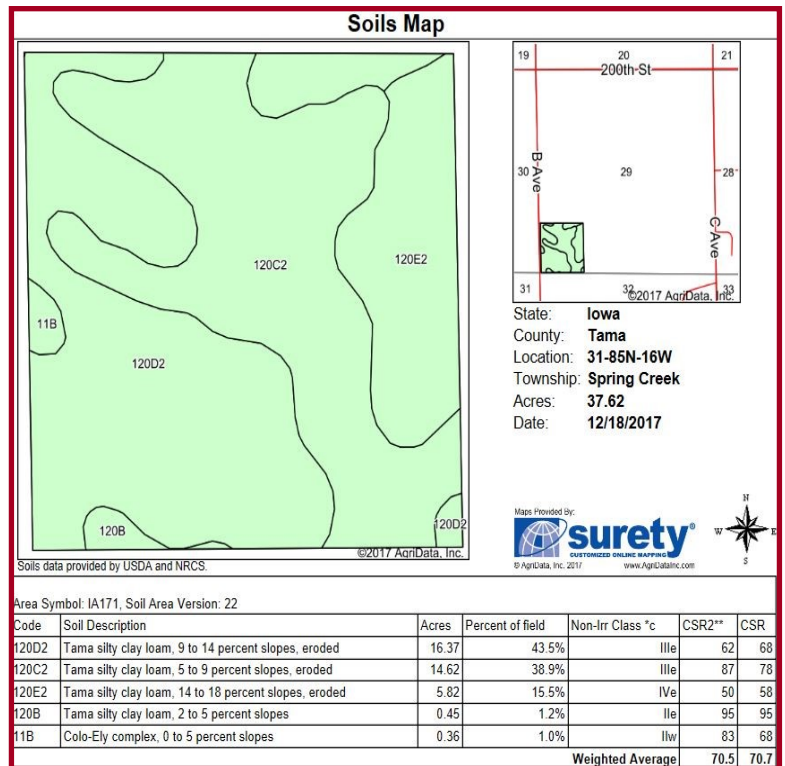 Soils Map
120C2
120E2
11B
120D2
120B
120D2
©2017 AgriData, Inc.
Soils data provided by USDA and NRCS.
19
20
21
200th St
B Ave
30
29
28
C Ave
31
32
33
©2017 AgriData, Inc.
State: Iowa
County: Tama
Location: 31-85N-16W
Township: Spring Creek
Acres: 37.62
Date: 12/18/2017
Maps Provided By:
surety®
CUSTOMIZED ONLINE MAPPING
© AgriData, Inc. 2017 www.AgriDataInc.com
N
W E
S
Area Symbol: IA171, Soil Area Version: 22
Code Soil Description Acres Percent of field Non-Irr Class *c CSR2** CSR
120D2 Tama silty clay loam, 9 to 14 percent slopes, eroded 16.37 43.5% IIIe 62 68
120C2 Tama silty clay loam, 5 to 9 percent slopes, eroded 14.62 38.9% IIIe 87 78
120E2 Tama silty clay loam, 14 to 18 percent slopes, eroded 5.82 15.5% IVe 50 58
120B Tama silty clay loam, 2 to 5 percent slopes 0.45 1.2% IIe 95 95
11B Colo-Ely complex, 0 to 5 percent slopes 0.36 1.0% IIw 83 68
Weighted Average 70.5 70.7